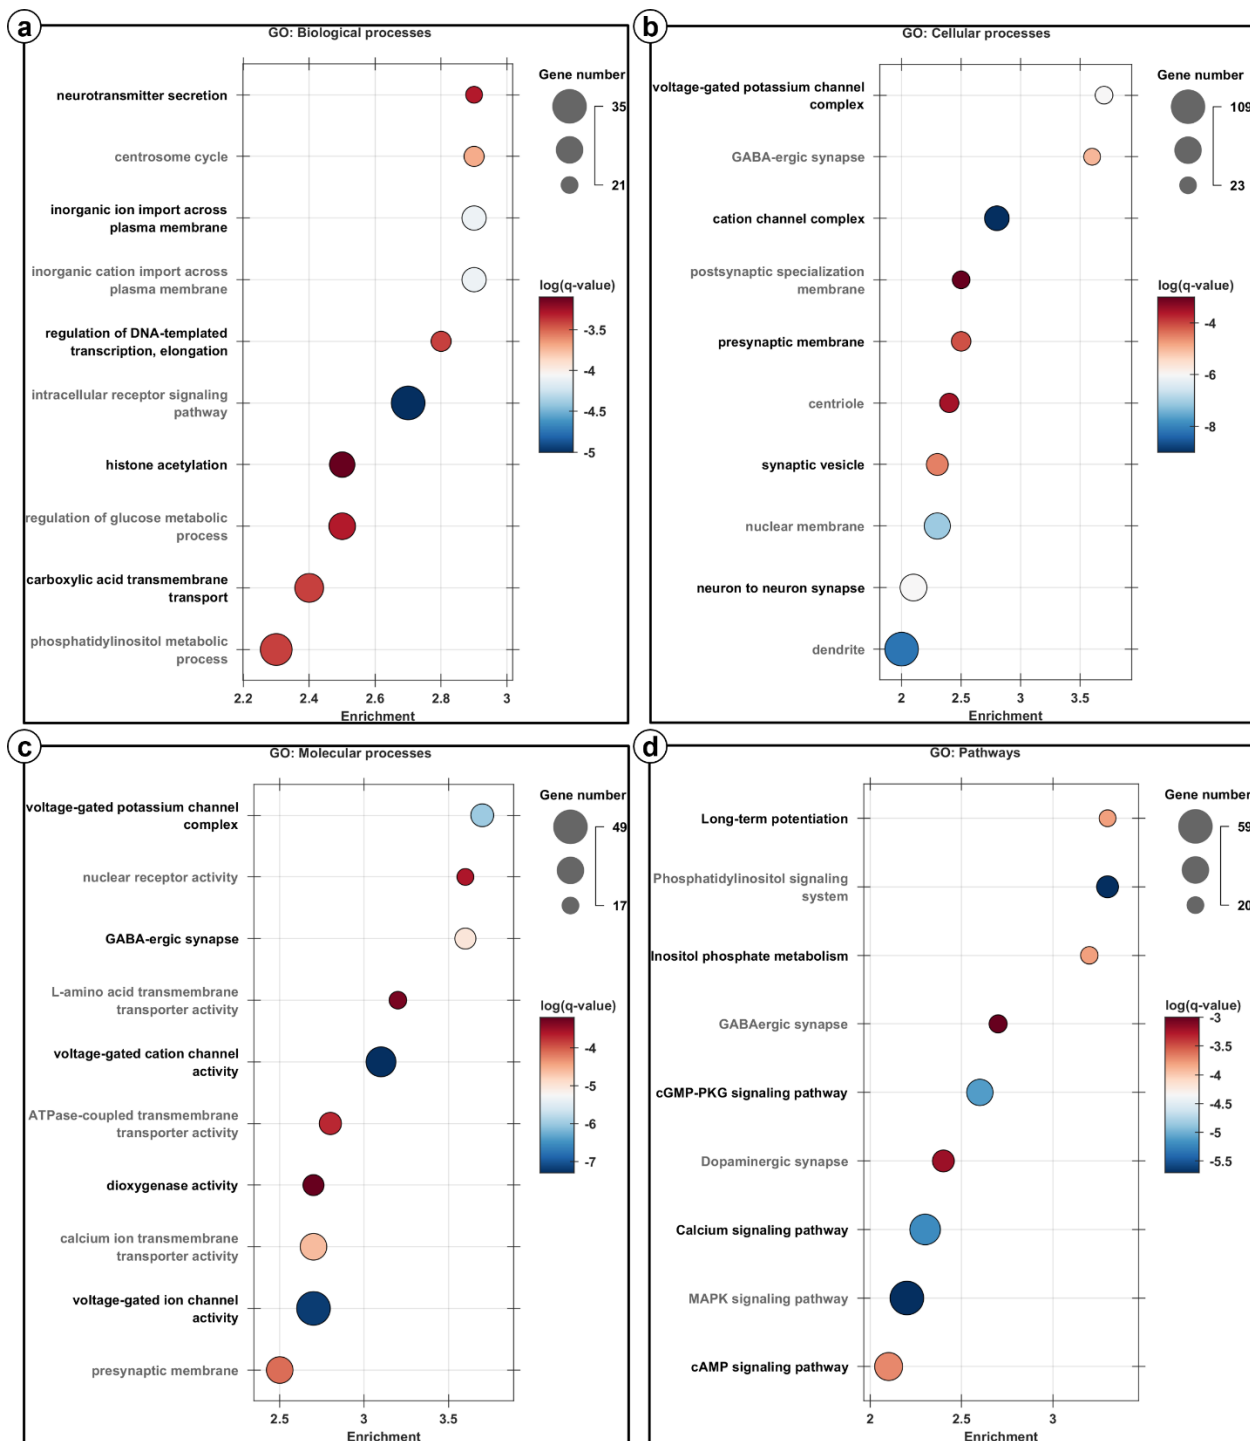 a
GO: Biological processes
neurotransmitter secretion
centrosome cycle
inorganic ion import across
plasma membrane
inorganic cation import across
plasma membrane
regulation of DNA-templated
transcription, elongation
intracellular receptor signaling
pathway
histone acetylation
regulation of glucose metabolic
process
carboxylic acid transmembrane
transport
phosphatidylinositol metabolic
process
2.2 2.4 2.6 2.8 3
Enrichment
Gene number
35
21
log(q-value)
-3.5
-4
-4.5
-5
b
GO: Cellular processes
voltage-gated potassium channel
complex
GABA-ergic synapse
cation channel complex
postsynaptic specialization
membrane
presynaptic membrane
centriole
synaptic vesicle
nuclear membrane
neuron to neuron synapse
dendrite
2 2.5 3 3.5
Enrichment
Gene number
109
23
log(q-value)
-4
-6
-8
c
GO: Molecular processes
voltage-gated potassium channel
complex
nuclear receptor activity
GABA-ergic synapse
L-amino acid transmembrane
transporter activity
voltage-gated cation channel
activity
ATPase-coupled transmembrane
transporter activity
dioxygenase activity
calcium ion transmembrane
transporter activity
voltage-gated ion channel
activity
presynaptic membrane
2.5 3 3.5
Enrichment
Gene number
49
17
log(q-value)
-4
-5
-6
-7
d
GO: Pathways
Long-term potentiation
Phosphatidylinositol signaling
system
Inositol phosphate metabolism
GABAergic synapse
cGMP-PKG signaling pathway
Dopaminergic synapse
Calcium signaling pathway
MAPK signaling pathway
cAMP signaling pathway
2 2.5 3
Enrichment
Gene number
59
20
log(q-value)
-3
-3.5
-4
-4.5
-5
-5.5